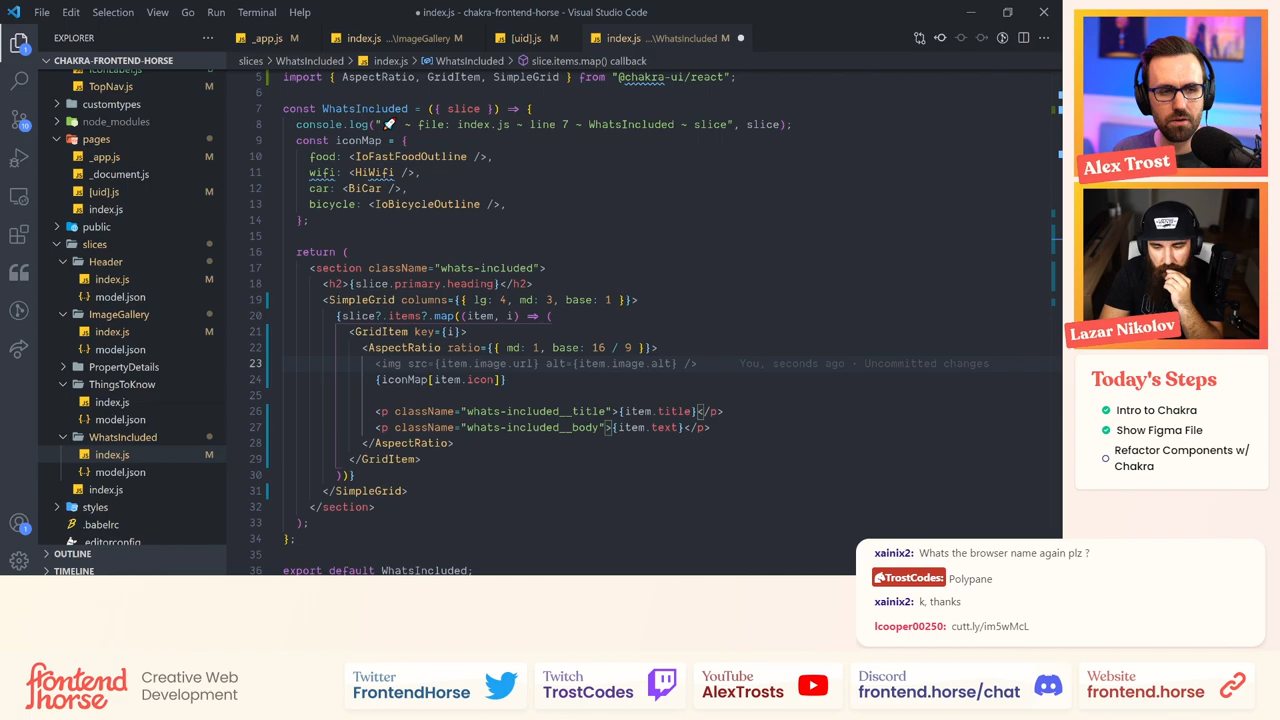 File Edit Selection View Go Run Terminal Help
● index.js - chakra-frontend-horse - Visual Studio Code
EXPLORER
CHAKRA-FRONTEND-HORSE
TopNav.js M
customtypes
node_modules
pages
_app.js
_document.js
[uid].js M
index.js
public
slices
Header
index.js M
model.json
ImageGallery
index.js M
model.json
PropertyDetails
ThingsToKnow
index.js
model.json
WhatsIncluded
index.js M
model.json
index.js
styles
.babelrc
.editorconfig
OUTLINE
TIMELINE
1
10
1
_app.js M
index.js ...\ImageGallery M
[uid].js M
index.js ...\WhatsIncluded M
slices > WhatsIncluded > index.js > WhatsIncluded > slice.items.map() callback
5 import { AspectRatio, GridItem, SimpleGrid } from "@chakra-ui/react";
6
7 const WhatsIncluded = ({ slice }) => {
8 console.log("🚀 ~ file: index.js ~ line 7 ~ WhatsIncluded ~ slice", slice);
9 const iconMap = {
10 food: <IoFastFoodOutline />,
11 wifi: <HiWifi />,
12 car: <BiCar />,
13 bicycle: <IoBicycleOutline />,
14 };
15
16 return (
17 <section className="whats-included">
18 <h2>{slice.primary.heading}</h2>
19 <SimpleGrid columns={{ lg: 4, md: 3, base: 1 }}>
20 {slice?.items?.map((item, i) => (
21 <GridItem key={i}>
22 <AspectRatio ratio={{ md: 1, base: 16 / 9 }}>
23 <img src={item.image.url} alt={item.image.alt} /> You, seconds ago - Uncommitted changes
24 {iconMap[item.icon]}
25
26 <p className="whats-included__title">{item.title}</p>
27 <p className="whats-included__body">{item.text}</p>
28 </AspectRatio>
29 </GridItem>
30 ))}
31 </SimpleGrid>
32 </section>
33 );
34 };
35
36 export default WhatsIncluded;
Alex Trost
Lazar Nikolov
Today's Steps
Intro to Chakra
Show Figma File
Refactor Components w/
Chakra
xainix2: Whats the browser name again plz ?
TrostCodes: Polypane
xainix2: k, thanks
lcooper00250: cutt.ly/im5wMcL
frontend
horse
Creative Web
Development
Twitter
FrontendHorse
Twitch
TrostCodes
YouTube
AlexTrosts
Discord
frontend.horse/chat
Website
frontend.horse